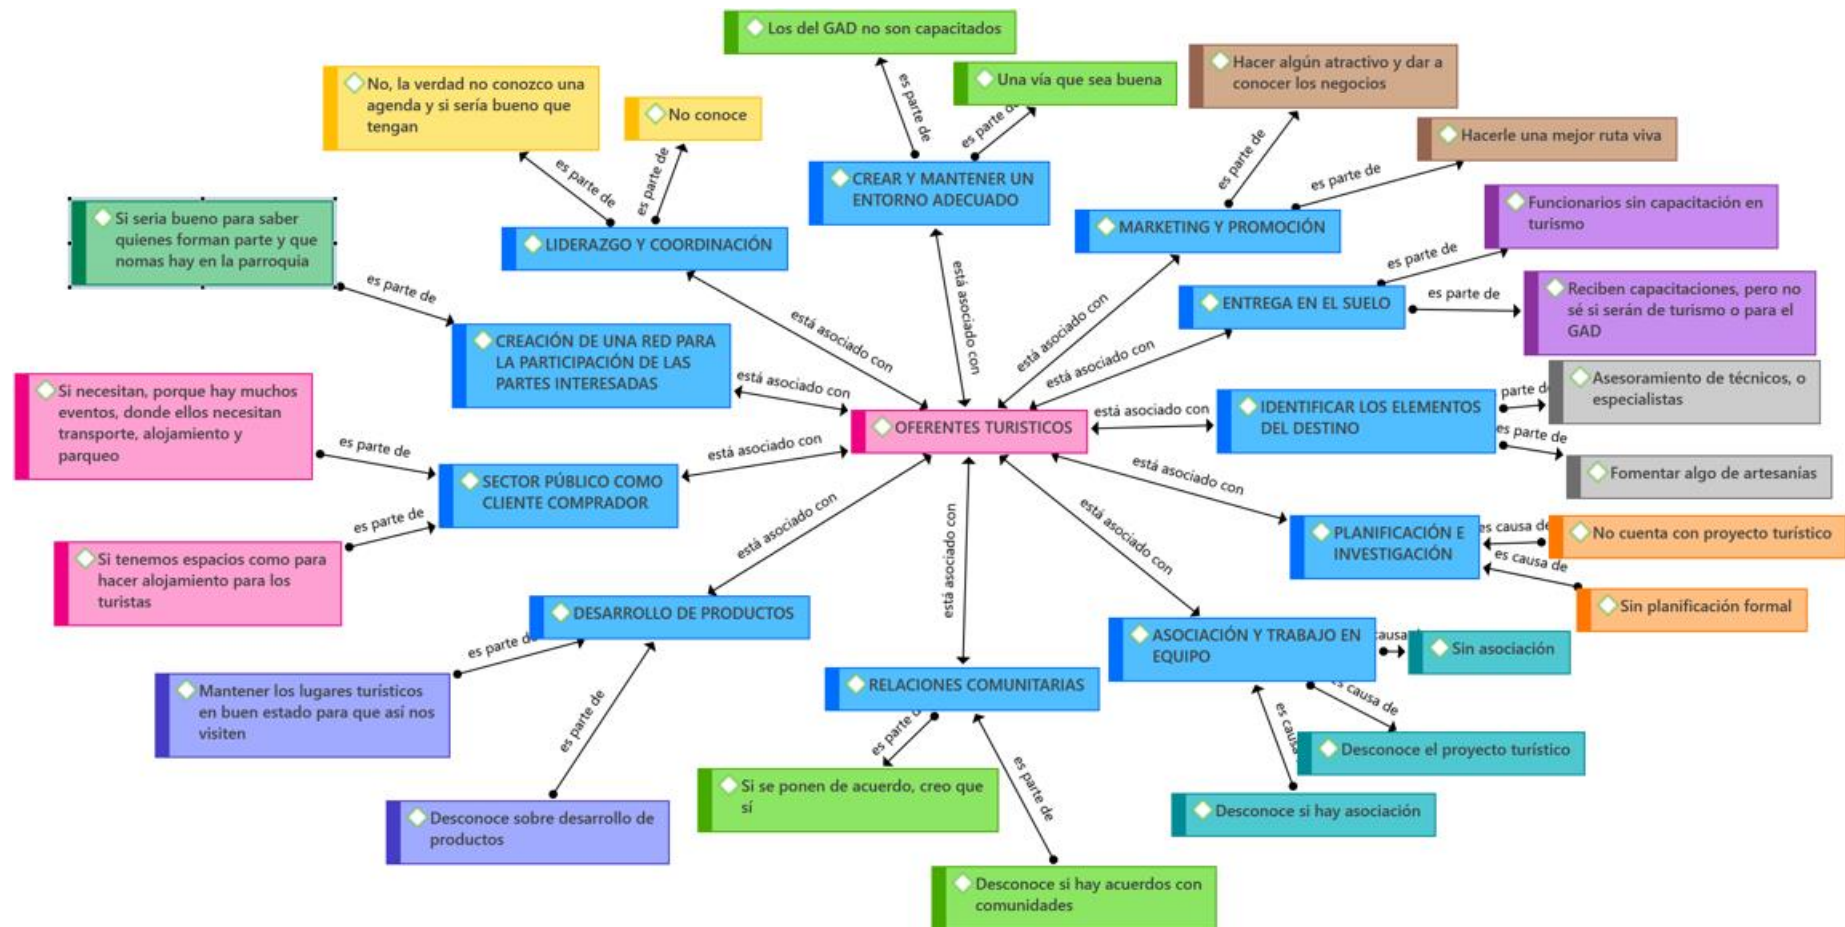 Los del GAD no son capacitados
No, la verdad no conozco una
agenda y si sería bueno que
tengan
No conoce
Una vía que sea buena
Hacer algún atractivo y dar a
conocer los negocios
Hacerle una mejor ruta viva
es parte de
es parte de
es parte de
es parte de
es parte de
es parte de
CREAR Y MANTENER UN
ENTORNO ADECUADO
LIDERAZGO Y COORDINACIÓN
MARKETING Y PROMOCIÓN
Funcionarios sin capacitación en
turismo
Si seria bueno para saber
quienes forman parte y que
nomas hay en la parroquia
es parte de
es parte de
es parte de
ENTREGA EN EL SUELO
Reciben capacitaciones, pero no
sé si serán de turismo o para el
GAD
CREACIÓN DE UNA RED PARA
LA PARTICIPACIÓN DE LAS
PARTES INTERESADAS
está asociado con
está asociado con
está asociado con
está asociado con
está asociado con
Si necesitan, porque hay muchos
eventos, donde ellos necesitan
transporte, alojamiento y
parqueo
OFERENTES TURISTICOS
está asociado con
IDENTIFICAR LOS ELEMENTOS
DEL DESTINO
parte de
Asesoramiento de técnicos, o
especialistas
es parte de
Fomentar algo de artesanías
es parte de
SECTOR PÚBLICO COMO
CLIENTE COMPRADOR
está asociado con
está asociado con
PLANIFICACIÓN E
INVESTIGACIÓN
es causa de
No cuenta con proyecto turístico
es causa de
Sin planificación formal
es parte de
Si tenemos espacios como para
hacer alojamiento para los
turistas
está asociado con
está asociado con
está asociado con
DESARROLLO DE PRODUCTOS
es parte de
ASOCIACIÓN Y TRABAJO EN
EQUIPO
causa
Sin asociación
es causa de
Desconoce el proyecto turístico
es causa
Desconoce si hay asociación
Mantener los lugares turísticos
en buen estado para que así nos
visiten
es parte de
Desconoce sobre desarrollo de
productos
RELACIONES COMUNITARIAS
es parte de
Si se ponen de acuerdo, creo que
sí
es parte de
Desconoce si hay acuerdos con
comunidades